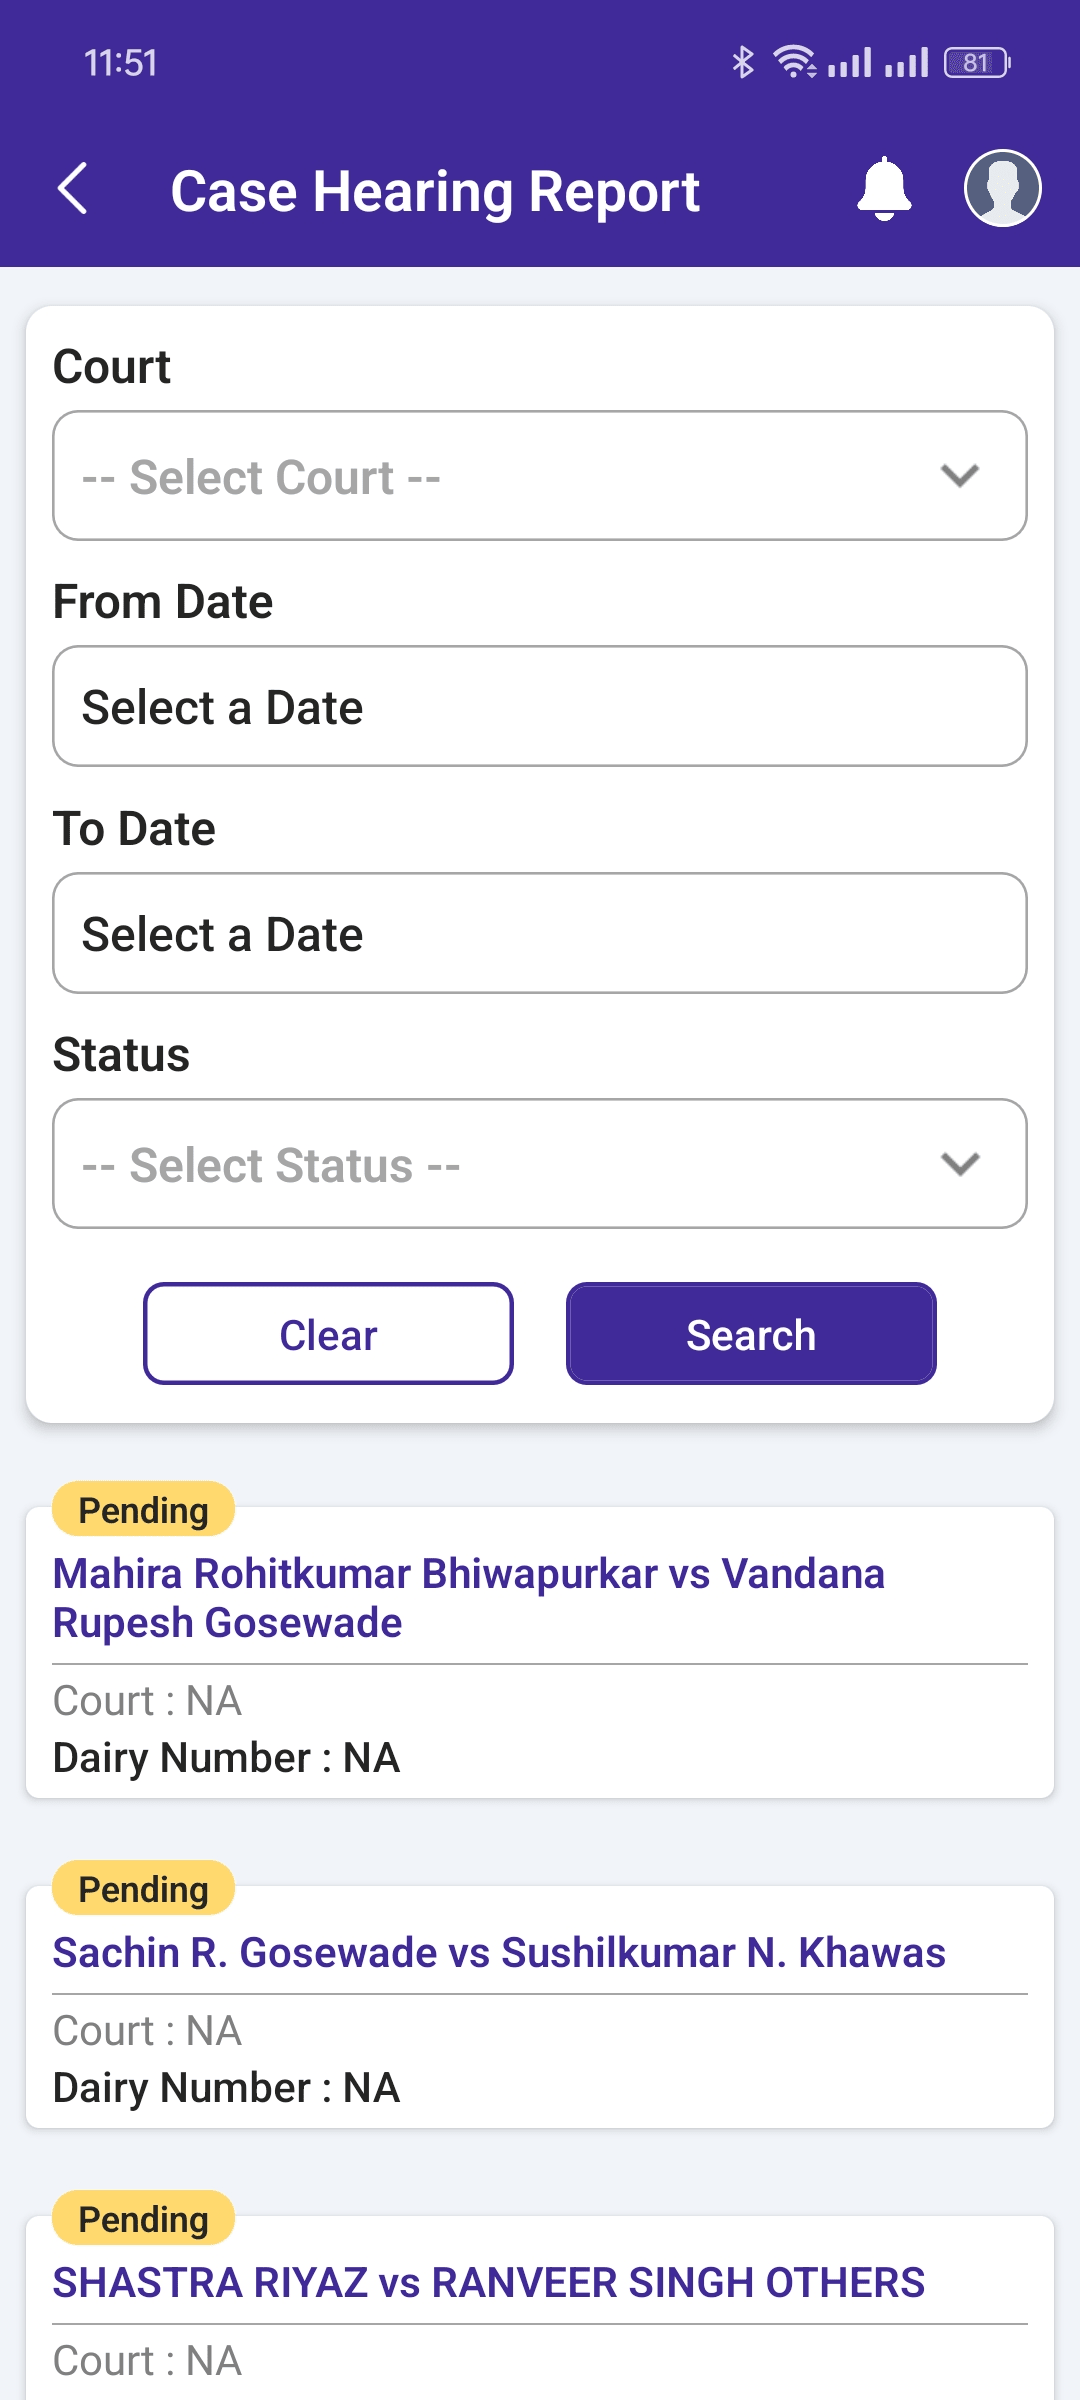 11:51
81
Case Hearing Report
Court
-- Select Court --
From Date
Select a Date
To Date
Select a Date
Status
-- Select Status --
Clear
Search
Pending
Mahira Rohitkumar Bhiwapurkar vs Vandana
Rupesh Gosewade
Court : NA
Dairy Number : NA
Pending
Sachin R. Gosewade vs Sushilkumar N. Khawas
Court : NA
Dairy Number : NA
Pending
SHASTRA RIYAZ vs RANVEER SINGH OTHERS
Court : NA